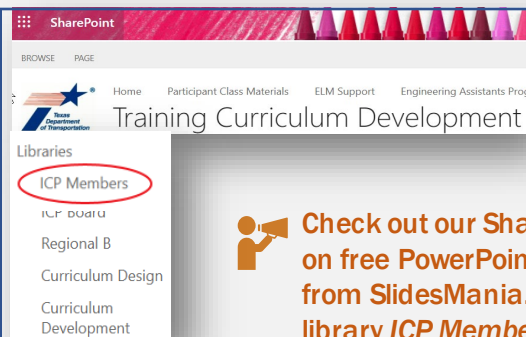 SharePoint
BROWSE PAGE
Home Participant Class Materials ELM Support Engineering Assistants Prog
Texas
Department
of Transportation
Training Curriculum Development
Libraries
ICP Members
ICP Board
Regional B
Curriculum Design
Curriculum
Development
Check out our Sha
on free PowerPoin
from SlidesMania.
library ICP Membe